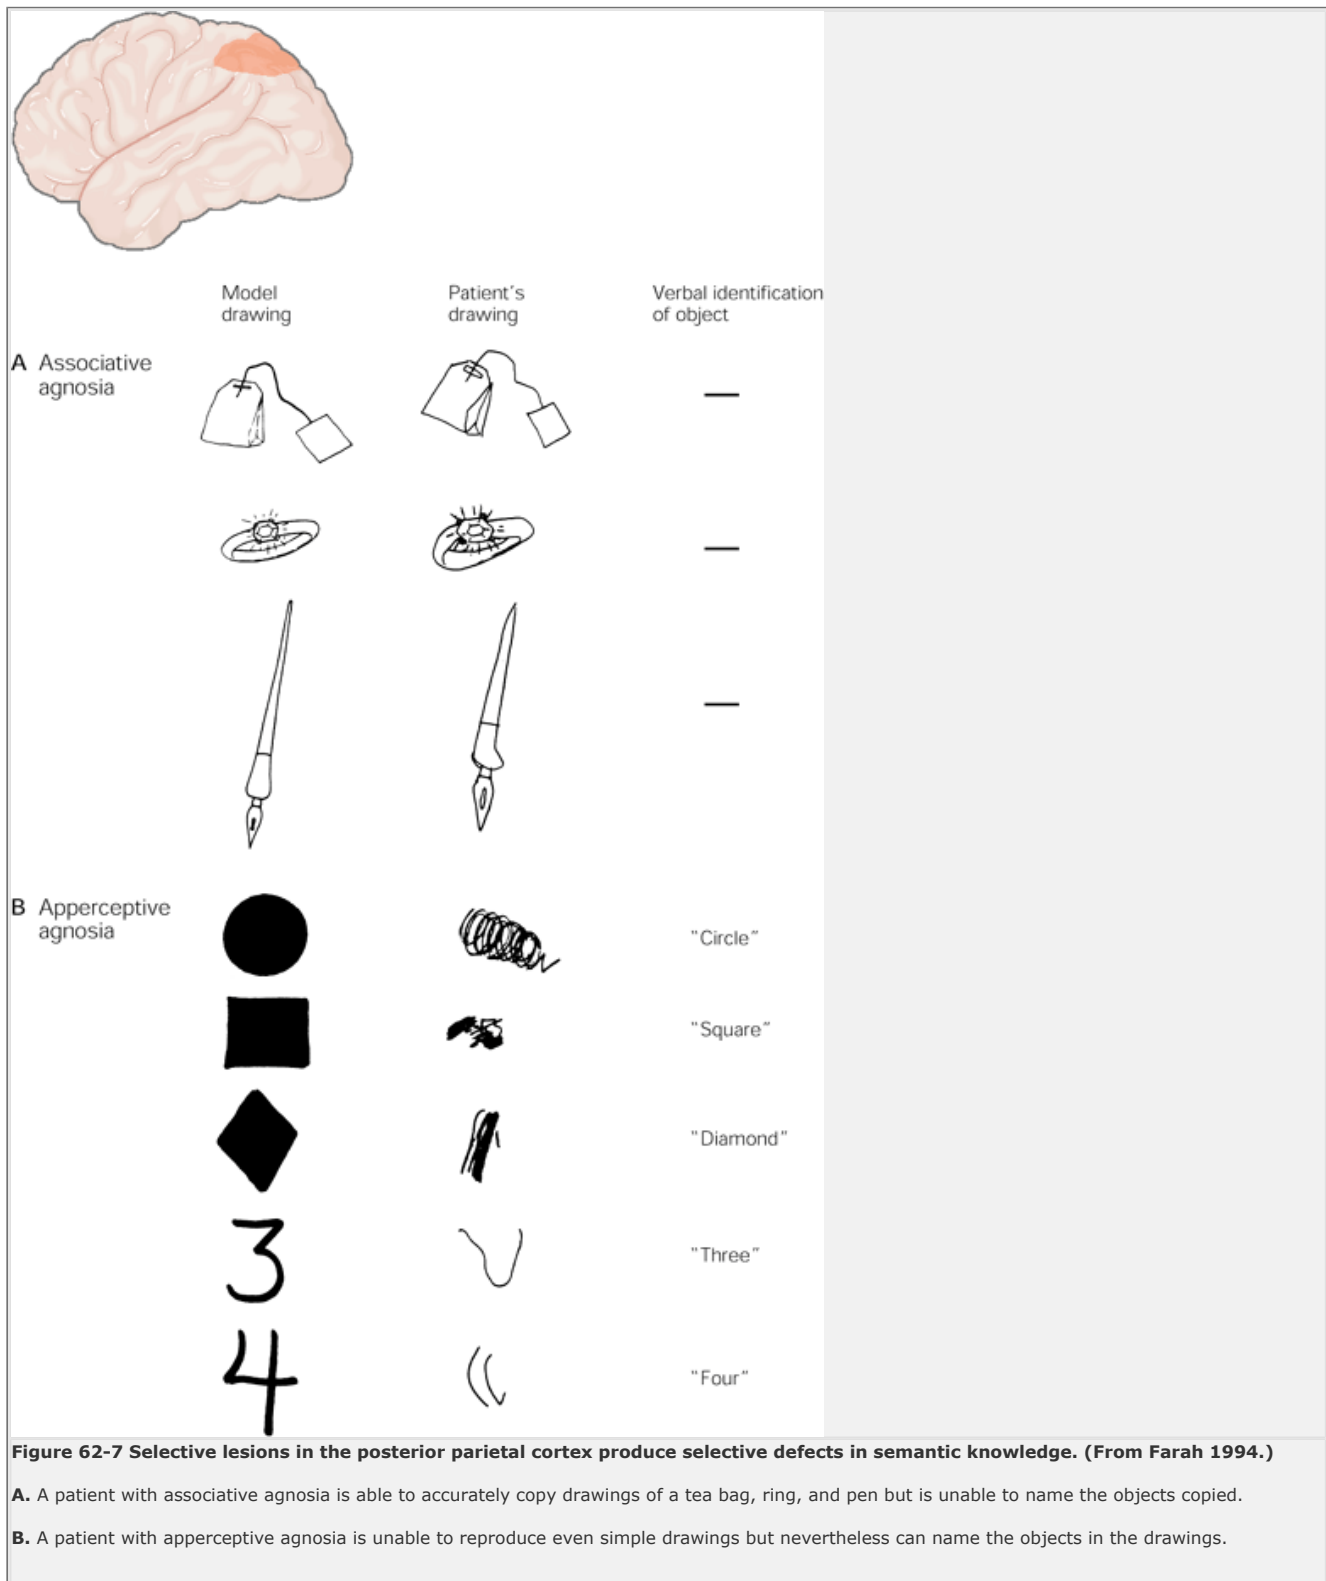 Model drawing
Patient's drawing
Verbal identification of object
A Associative agnosia
—
—
—
B Apperceptive agnosia
"Circle"
"Square"
"Diamond"
3
"Three"
4
"Four"
Figure 62-7 Selective lesions in the posterior parietal cortex produce selective defects in semantic knowledge. (From Farah 1994.)
A. A patient with associative agnosia is able to accurately copy drawings of a tea bag, ring, and pen but is unable to name the objects copied.
B. A patient with apperceptive agnosia is unable to reproduce even simple drawings but nevertheless can name the objects in the drawings.